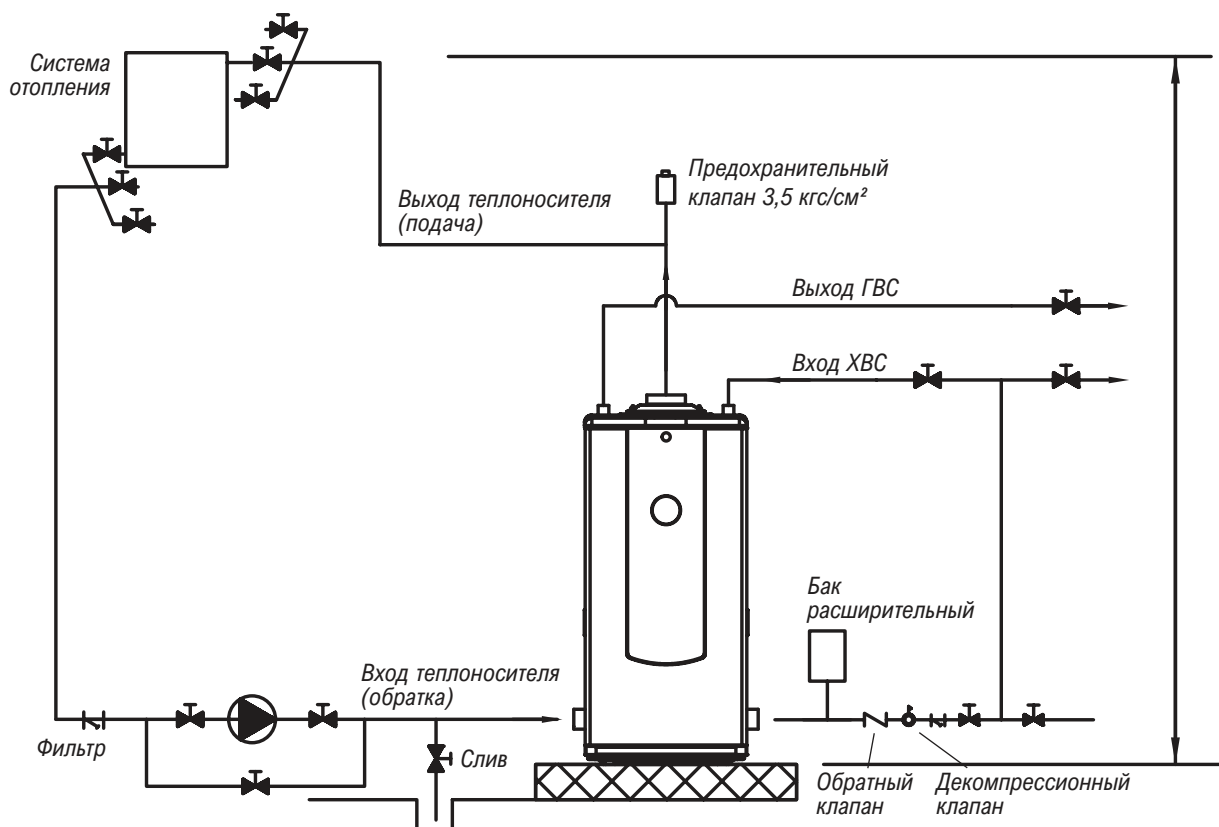 Система
отопления
Предохранительный
клапан 3,5 кгс/см²
Выход теплоносителя
(подача)
Выход ГВС
Вход ХВС
Бак
расширительный
Вход теплоносителя
(обратка)
Фильтр
Слив
Обратный
клапан
Декомпрессионный
клапан